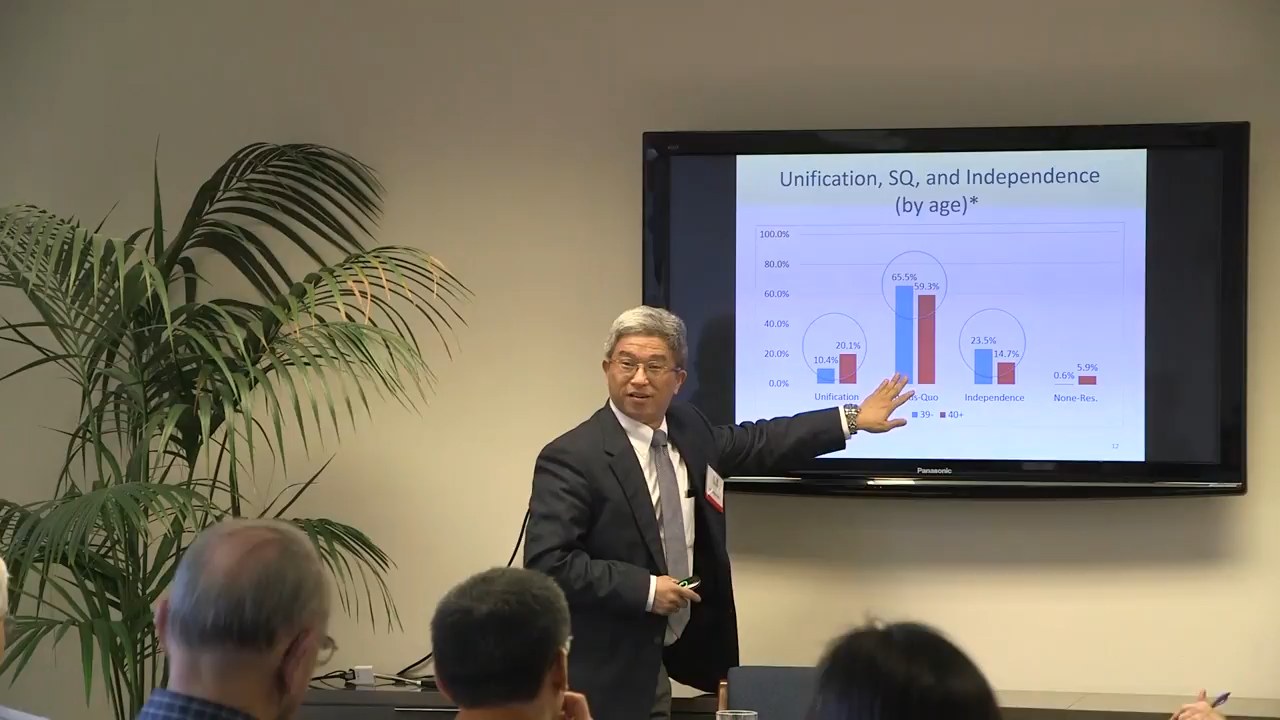 Unification, SQ, and Independence
(by age)*
100.0%
80.0%
60.0%
40.0%
20.0%
0.0%
10.4%
20.1%
65.5%
59.3%
23.5%
14.7%
0.6%
5.9%
Unification
s-Quo
Independence
None-Res.
39-
40+
12
Panasonic